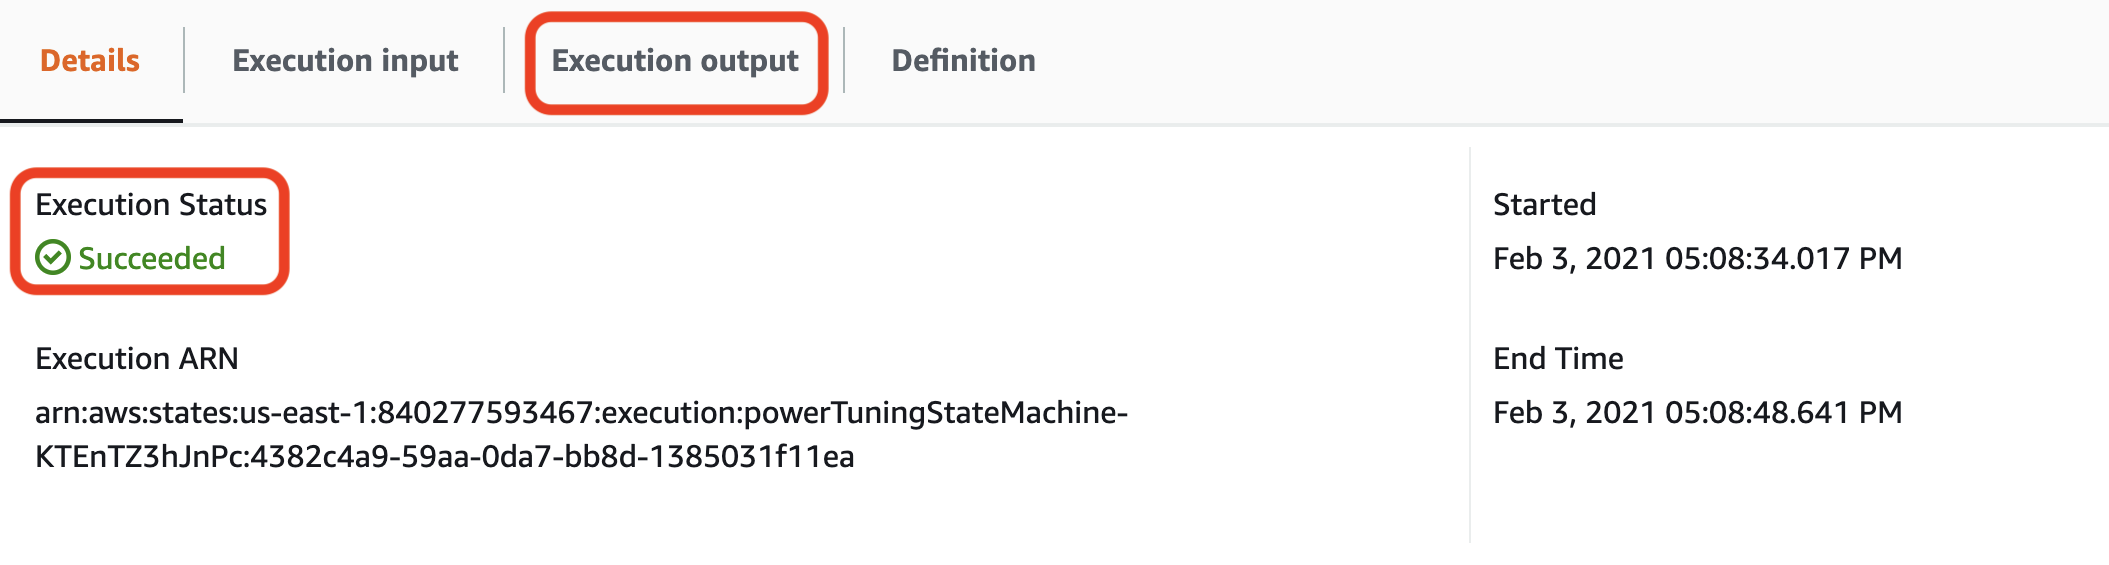 Details
Execution input
Execution output
Definition
Execution Status
Succeeded
Execution ARN
arn:aws:states:us-east-1:840277593467:execution:powerTuningStateMachine-
KTEnTZ3hJnPc:4382c4a9-59aa-0da7-bb8d-1385031f11ea
Started
Feb 3, 2021 05:08:34.017 PM
End Time
Feb 3, 2021 05:08:48.641 PM